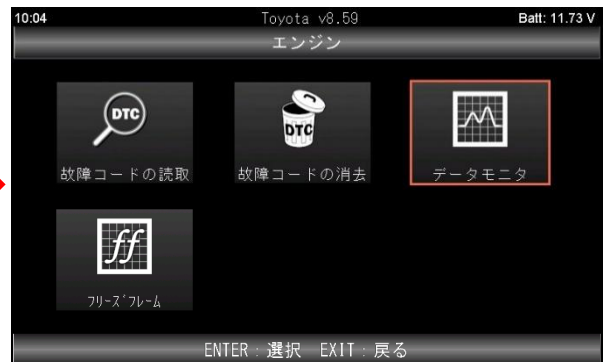 10:04 Toyota v8.59 Batt: 11.73 V
エンジン
DTC DTC
故障コードの読取 故障コードの消去 データモニタ
ff
フリーズフレーム
ENTER：選択 EXIT：戻る